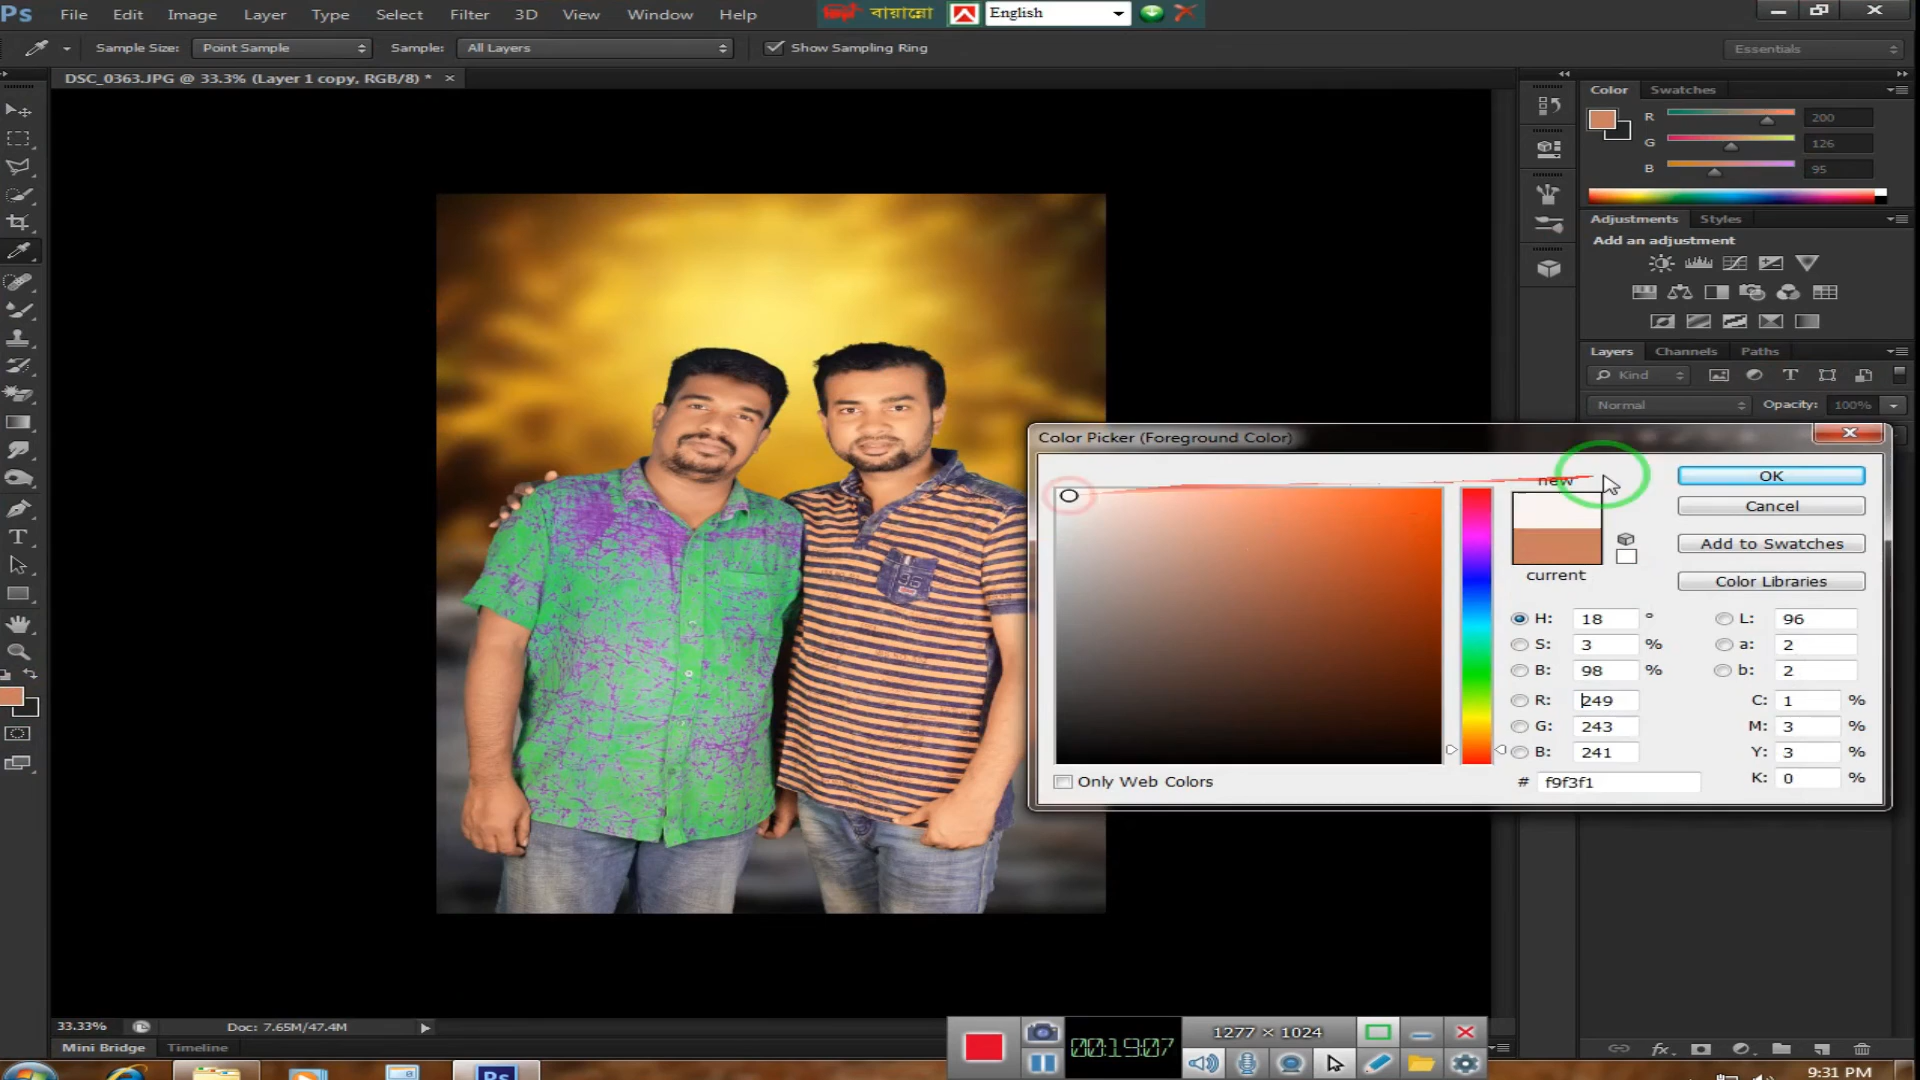 Ps File Edit Image Layer Type Select Filter 3D View Window Help
বায়ান্নো English
Sample Size: Point Sample Sample: All Layers Show Sampling Ring Essentials
DSC_0363.JPG @ 33.3% (Layer 1 copy, RGB/8) *
Color Swatches
R 200
G 126
B 95
Adjustments Styles
Add an adjustment
Layers Channels Paths
Kind
Normal Opacity: 100%
Color Picker (Foreground Color)
new
OK
Cancel
Add to Swatches
current
Color Libraries
H: 18 ° L: 96
S: 3 % a: 2
B: 98 % b: 2
R: 249 C: 1 %
G: 243 M: 3 %
B: 241 Y: 3 %
# f9f3f1 K: 0 %
Only Web Colors
95
33.33% Doc: 7.65M/47.4M
Mini Bridge Timeline
00:19:07
1277 × 1024
Ps
9:31 PM